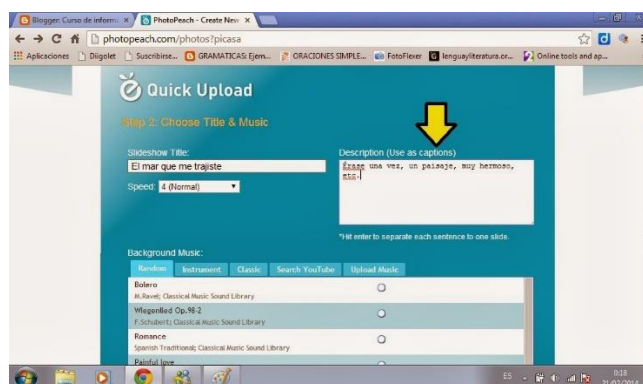 Blogger: Curso de inform
PhotoPeach - Create New
photopeach.com/photos?picasa
Aplicaciones
Diigolet
Suscribirse...
GRAMATICAS: Ejem...
ORACIONES SIMPLE...
FotoFlexer
lenguayliteratura.or...
Online tools and ap...
Quick Upload
Step 2: Choose Title & Music
Slideshow Title:
El mar que me trajiste
Speed: 4 (Normal)
Description (Use as captions)
Érase una vez, un paisaje, muy hermoso,
etc.
*Hit enter to separate each sentence to one slide.
Background Music:
Random
Instrument
Classic
Search YouTube
Upload Music
Bolero
M.Ravel; Classical Music Sound Library
Wiegenlied Op.98-2
F.Schubert; Classical Music Sound Library
Romance
Spanish Traditional; Classical Music Sound Library
Painful love
ES
0:18
21/02/2014